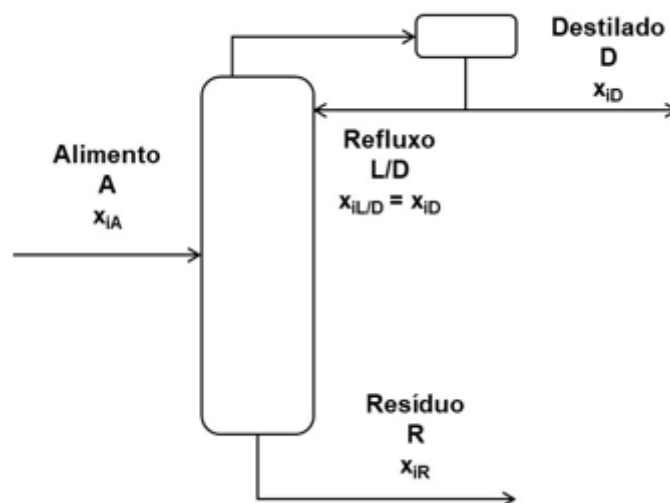 Destilado
D
x_iD
Alimento
A
x_iA
Refluxo
L/D
x_iL/D = x_iD
Resíduo
R
x_iR